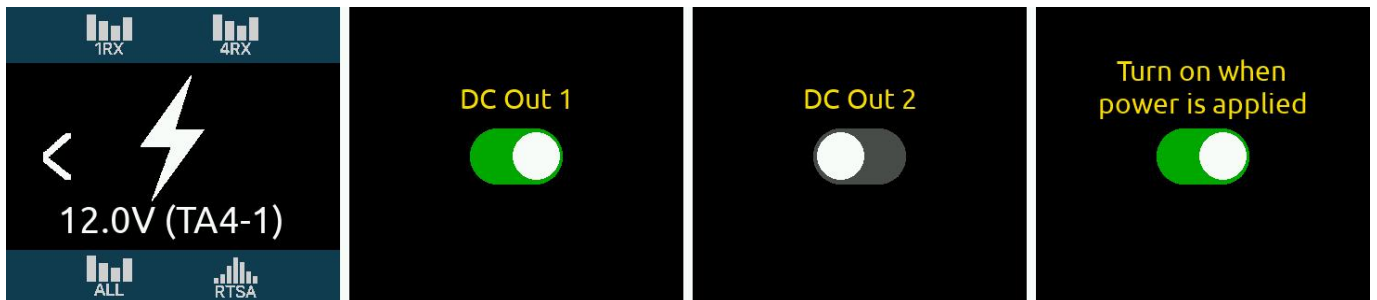 1RX 4RX
12.0V (TA4-1)
ALL RTSA
DC Out 1
DC Out 2
Turn on when
power is applied